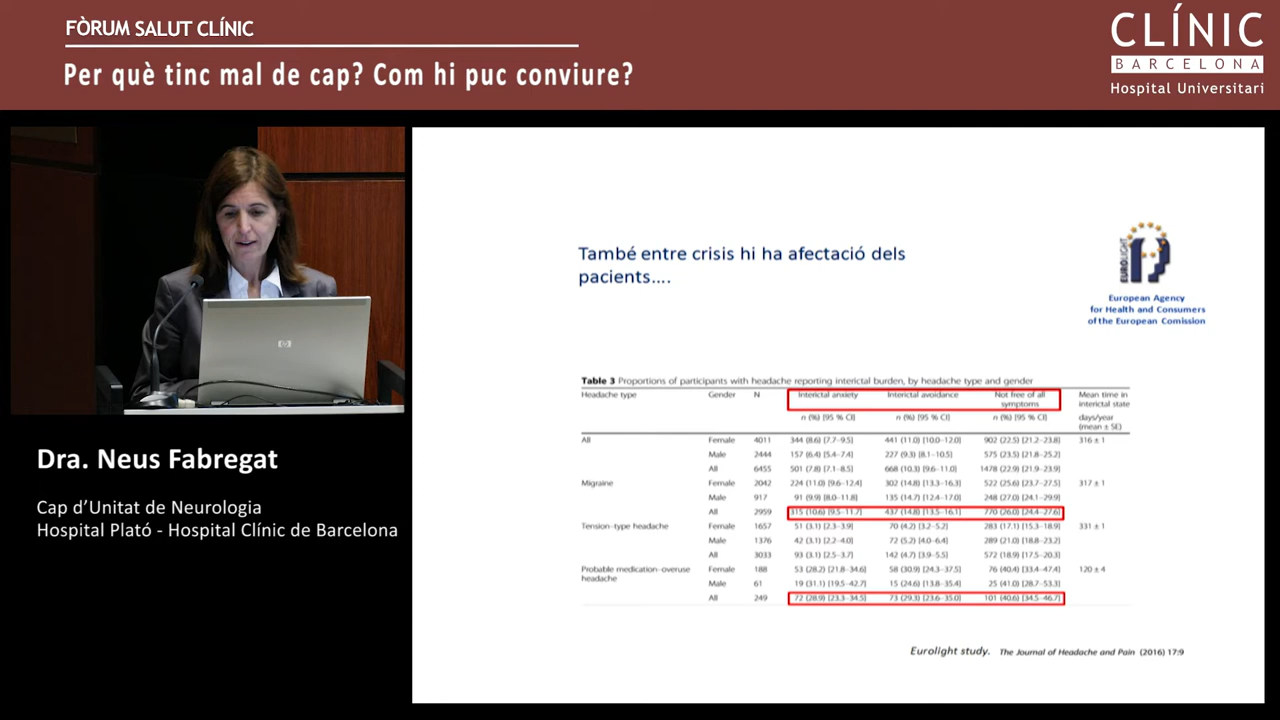 FÒRUM SALUT CLÍNIC
Per què tinc mal de cap? Com hi puc conviure?
CLÍNIC
BARCELONA
Hospital Universitari
Dra. Neus Fabregat
Cap d'Unitat de Neurologia
Hospital Plató - Hospital Clínic de Barcelona
hp
També entre crisis hi ha afectació dels
pacients....
EUROLIGHT
European Agency
for Health and Consumers
of the European Comission
Table 3 Proportions of participants with headache reporting interictal burden, by headache type and gender
Headache type Gender N Interictal anxiety Interictal avoidance Not free of all symptoms Mean time in interictal state
n (%) [95 % CI] n (%) [95 % CI] n (%) [95 % CI] days/year (mean ± SE)
All Female 4011 344 (8.6) [7.7–9.5] 441 (11.0) [10.0–12.0] 902 (22.5) [21.2–23.8] 316 ± 1
Male 2444 157 (6.4) [5.4–7.4] 227 (9.3) [8.1–10.5] 575 (23.5) [21.8–25.2]
All 6455 501 (7.8) [7.1–8.5] 668 (10.3) [9.6–11.0] 1478 (22.9) [21.9–23.9]
Migraine Female 2042 224 (11.0) [9.6–12.4] 302 (14.8) [13.3–16.3] 522 (25.6) [23.7–27.5] 317 ± 1
Male 917 91 (9.9) [8.0–11.8] 135 (14.7) [12.4–17.0] 248 (27.0) [24.1–29.9]
All 2959 315 (10.6) [9.5–11.7] 437 (14.8) [13.5–16.1] 770 (26.0) [24.4–27.6]
Tension-type headache Female 1657 51 (3.1) [2.3–3.9] 70 (4.2) [3.2–5.2] 283 (17.1) [15.3–18.9] 331 ± 1
Male 1376 42 (3.1) [2.2–4.0] 72 (5.2) [4.0–6.4] 289 (21.0) [18.8–23.2]
All 3033 93 (3.1) [2.5–3.7] 142 (4.7) [3.9–5.5] 572 (18.9) [17.5–20.3]
Probable medication-overuse headache Female 188 53 (28.2) [21.8–34.6] 58 (30.9) [24.3–37.5] 76 (40.4) [33.4–47.4] 120 ± 4
Male 61 19 (31.1) [19.5–42.7] 15 (24.6) [13.8–35.4] 25 (41.0) [28.7–53.3]
All 249 72 (28.9) [23.3–34.5] 73 (29.3) [23.6–35.0] 101 (40.6) [34.5–46.7]
Eurolight study. The Journal of Headache and Pain (2016) 17:9